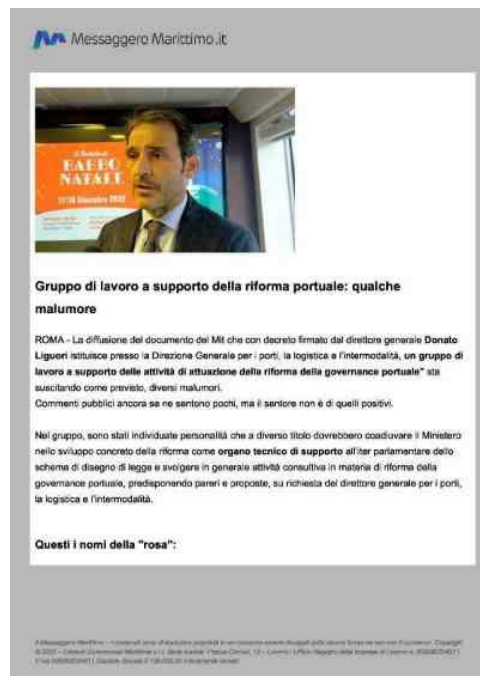 Messaggero Marittimo.it
BABBO
NATALE
17*18 Dicembre 2022
Gruppo di lavoro a supporto della riforma portuale: qualche
malumore
ROMA - La diffusione del documento del Mit che con decreto firmato dal direttore generale Donato
Liguori istituisce presso la Direzione Generale per i porti, la logistica e l'intermodalità, un gruppo di
lavoro a supporto delle attività di attuazione della riforma della governance portuale" sta
suscitando come previsto, diversi malumori.
Commenti pubblici ancora se ne sentono pochi, ma il sentore non è di quelli positivi.
Nel gruppo, sono stati individuate personalità che a diverso titolo dovrebbero coadiuvare il Ministero
nello sviluppo concreto della riforma come organo tecnico di supporto all'iter parlamentare dello
schema di disegno di legge e svolgere in generale attività consultiva in materia di riforma della
governance portuale, predisponendo pareri e proposte, su richiesta del direttore generale per i porti,
la logistica e l'intermodalità.
Questi i nomi della "rosa":